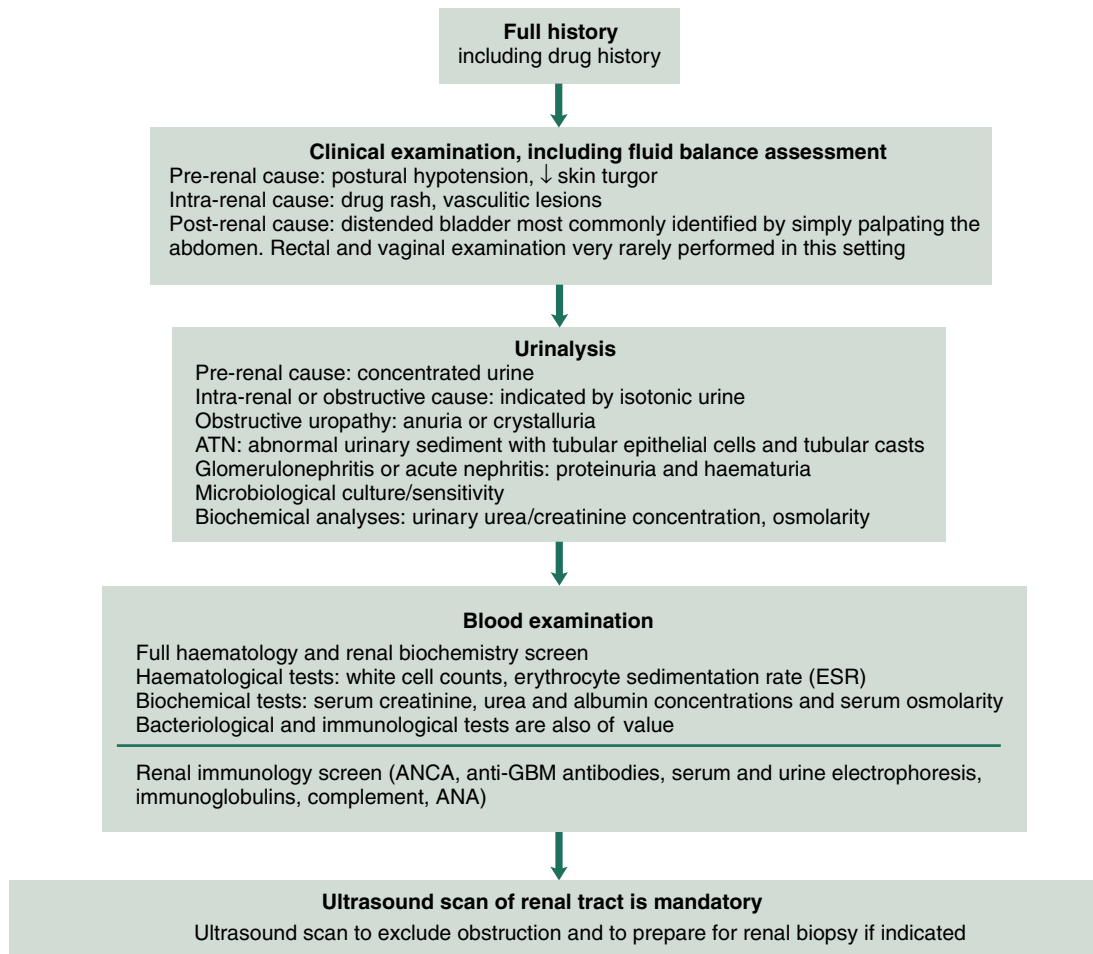 Full history
including drug history
Clinical examination, including fluid balance assessment
Pre-renal cause: postural hypotension, ↓ skin turgor
Intra-renal cause: drug rash, vasculitic lesions
Post-renal cause: distended bladder most commonly identified by simply palpating the
abdomen. Rectal and vaginal examination very rarely performed in this setting
Urinalysis
Pre-renal cause: concentrated urine
Intra-renal or obstructive cause: indicated by isotonic urine
Obstructive uropathy: anuria or crystalluria
ATN: abnormal urinary sediment with tubular epithelial cells and tubular casts
Glomerulonephritis or acute nephritis: proteinuria and haematuria
Microbiological culture/sensitivity
Biochemical analyses: urinary urea/creatinine concentration, osmolarity
Blood examination
Full haematology and renal biochemistry screen
Haematological tests: white cell counts, erythrocyte sedimentation rate (ESR)
Biochemical tests: serum creatinine, urea and albumin concentrations and serum osmolarity
Bacteriological and immunological tests are also of value
Renal immunology screen (ANCA, anti-GBM antibodies, serum and urine electrophoresis,
immunoglobulins, complement, ANA)
Ultrasound scan of renal tract is mandatory
Ultrasound scan to exclude obstruction and to prepare for renal biopsy if indicated